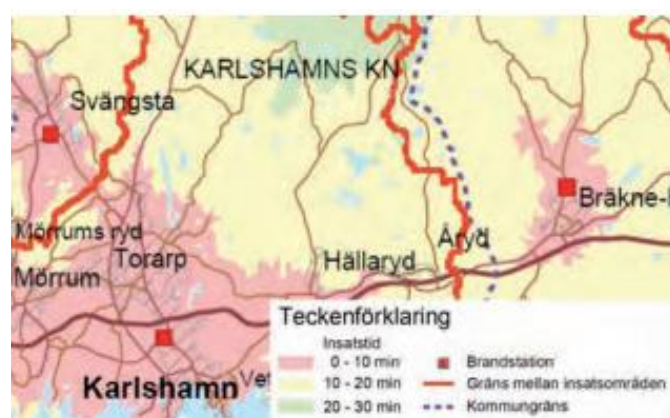 KARLSHAMNS KN
Svängsta
Bräkne-
Mörrums ryd
Åryd
Torarp
Hällaryd
Mörrum
Karlshamn
Teckenförklaring
Insatstid
0 - 10 min
Brandstation
10 - 20 min
Gräns mellan insatsområden
20 - 30 min
Kommungräns